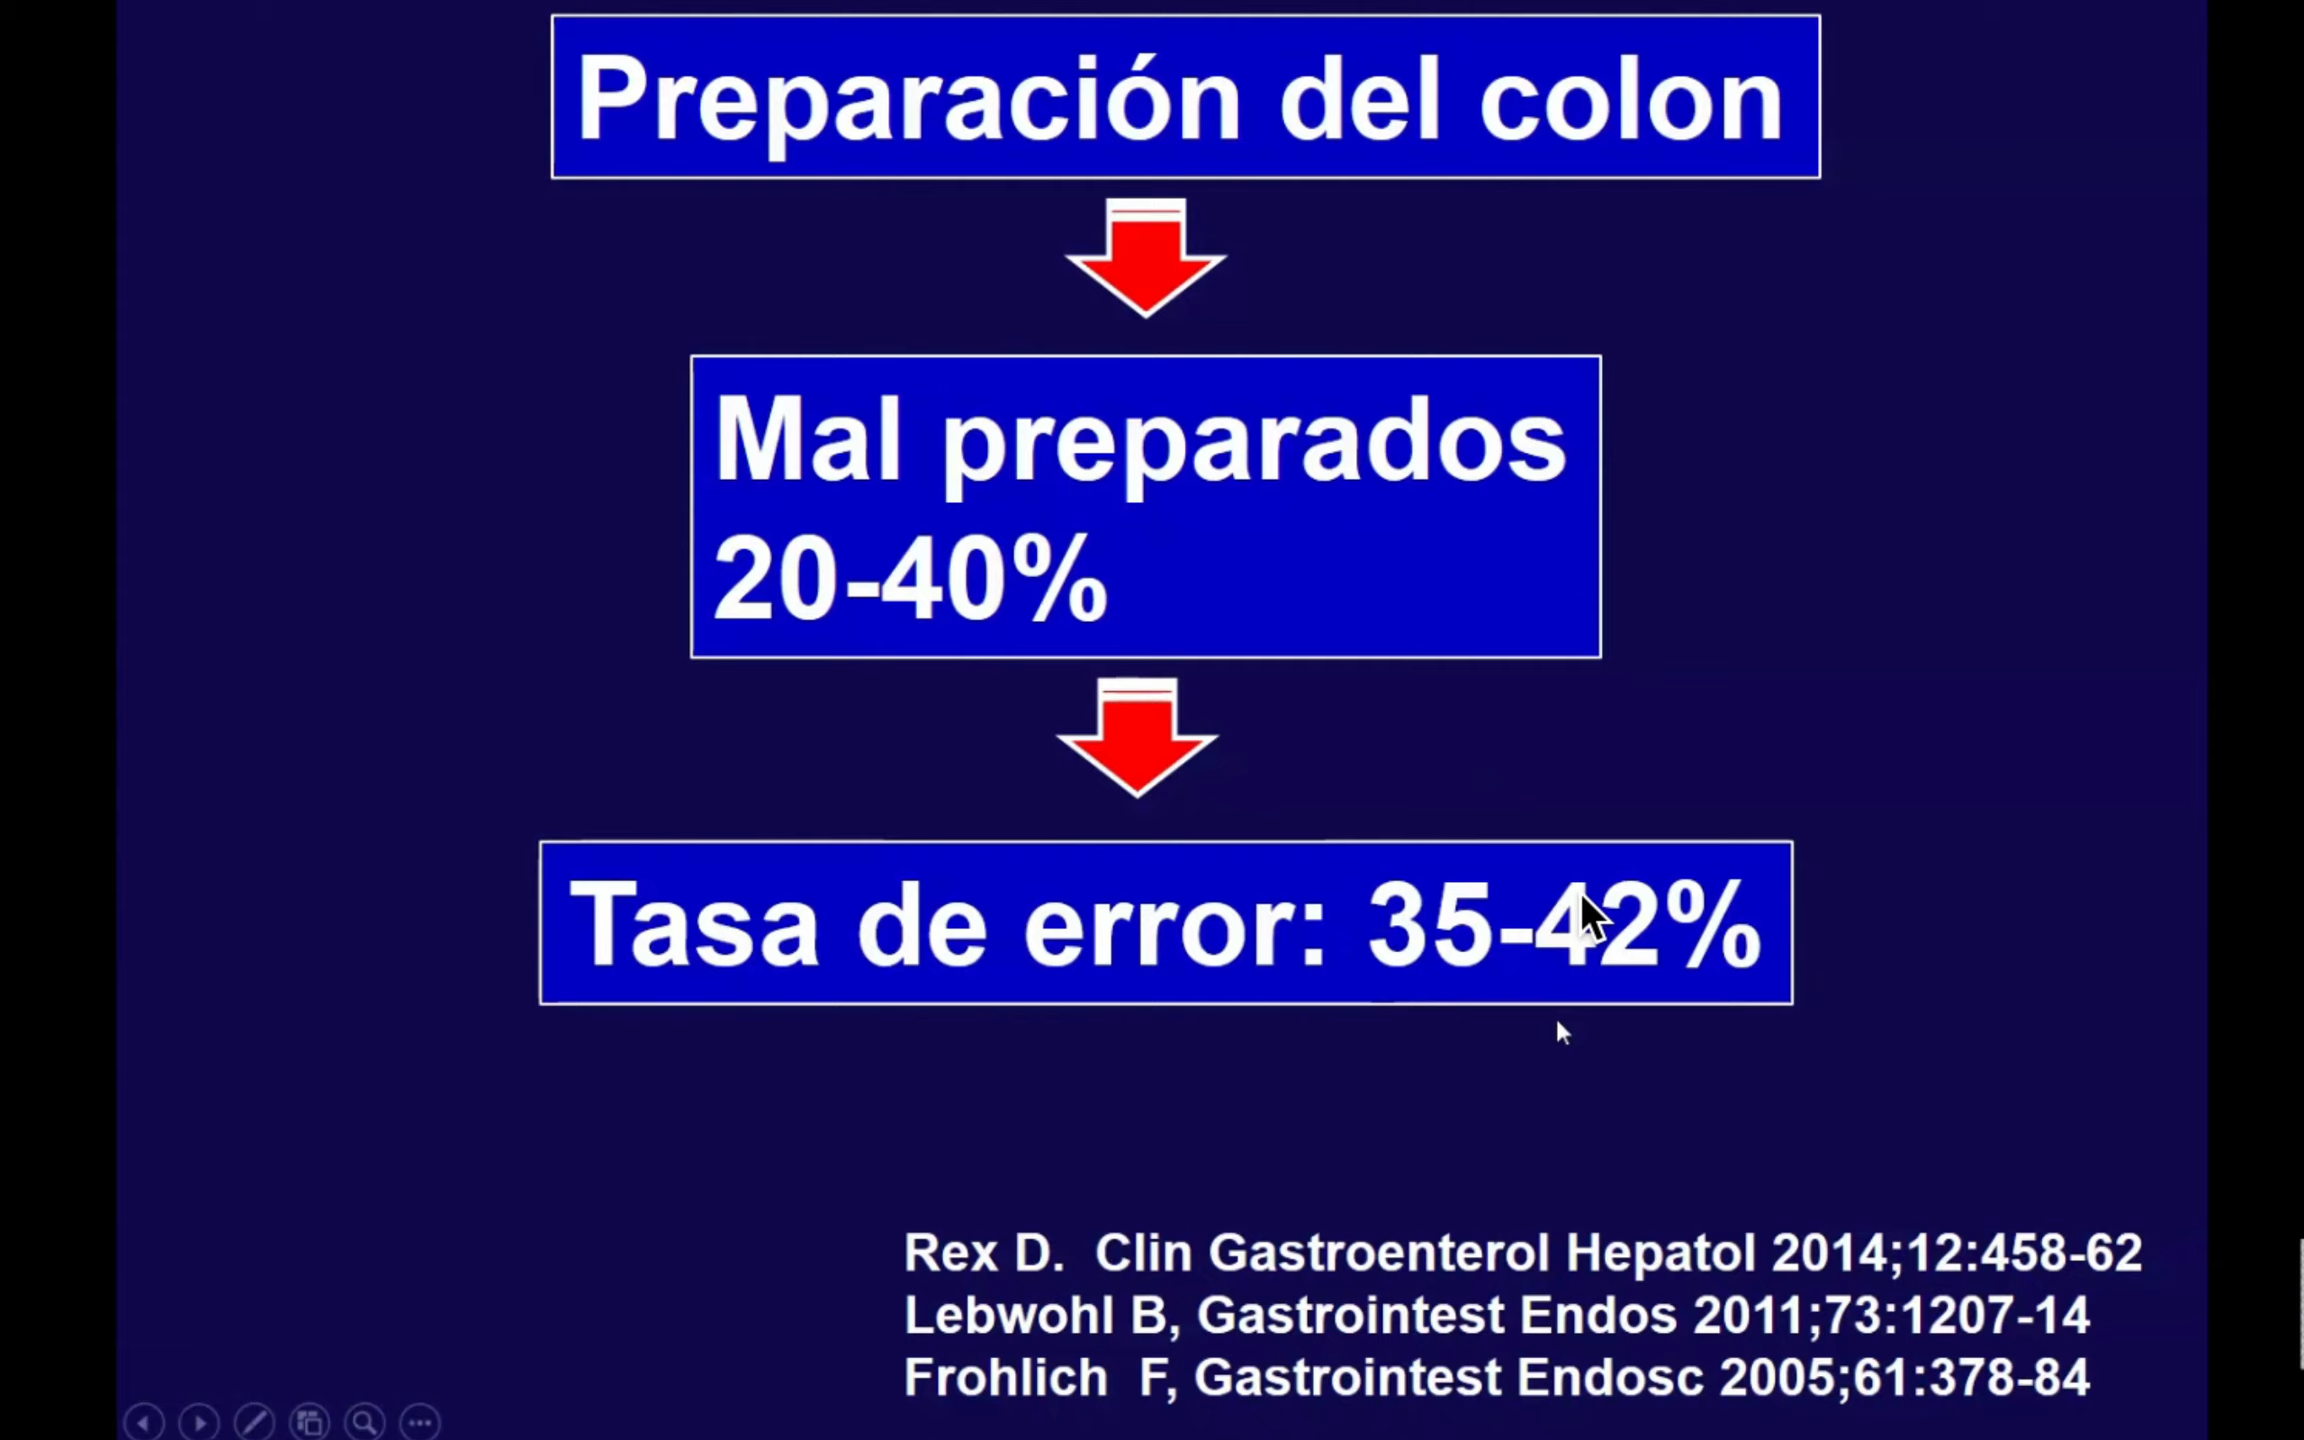 Preparación del colon
Mal preparados
20-40%
Tasa de error: 35-42%
Rex D.  Clin Gastroenterol Hepatol 2014;12:458-62
Lebwohl B, Gastrointest Endos 2011;73:1207-14
Frohlich  F, Gastrointest Endosc 2005;61:378-84